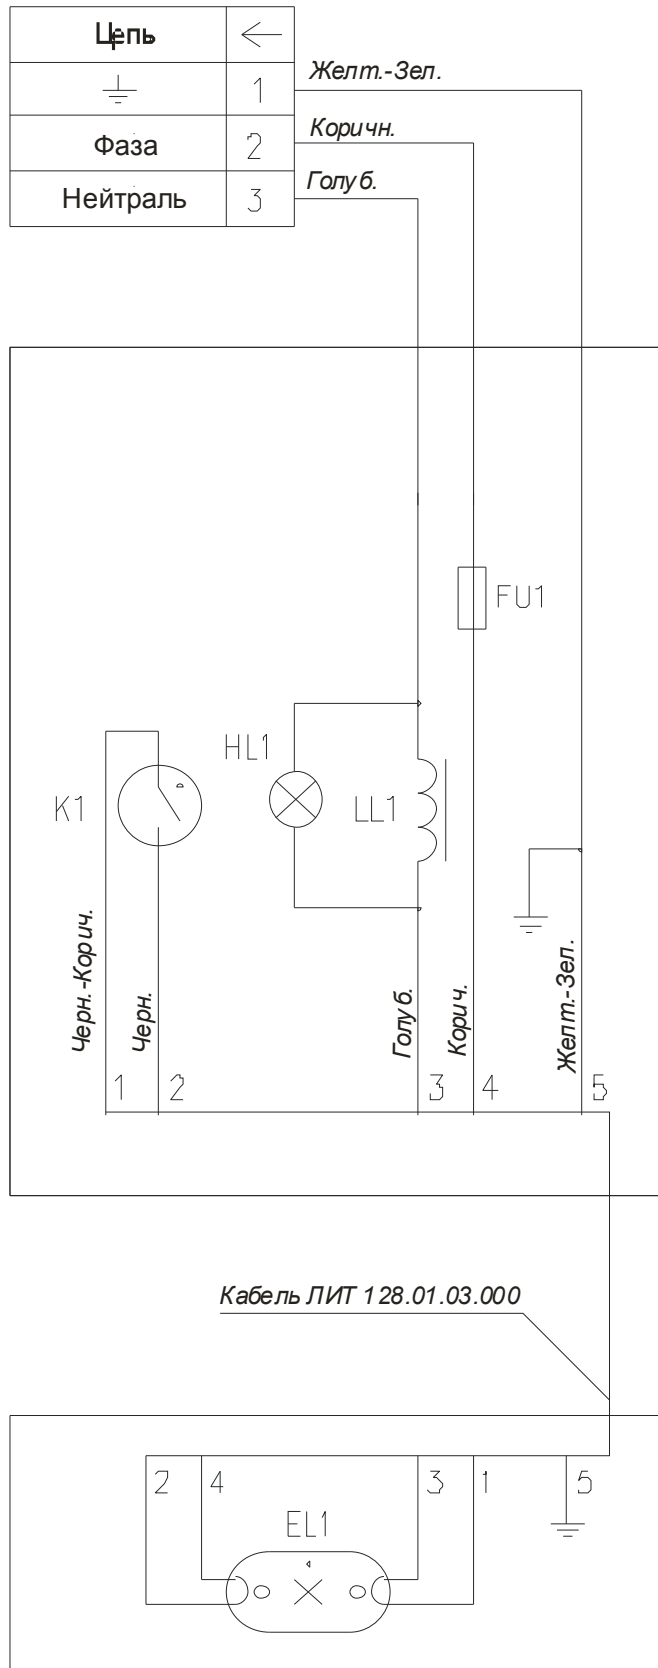 Цепь
Желт.-Зел.
1
Фаза 2
Коричн.
Нейтраль 3
Голуб.
FU1
HL1
K1
LL1
Черн.-Корич.
Черн.
Голуб.
Корич.
Желт.-Зел.
1 2 3 4 5
Кабель ЛИТ 128.01.03.000
2 4 3 1 5
EL1